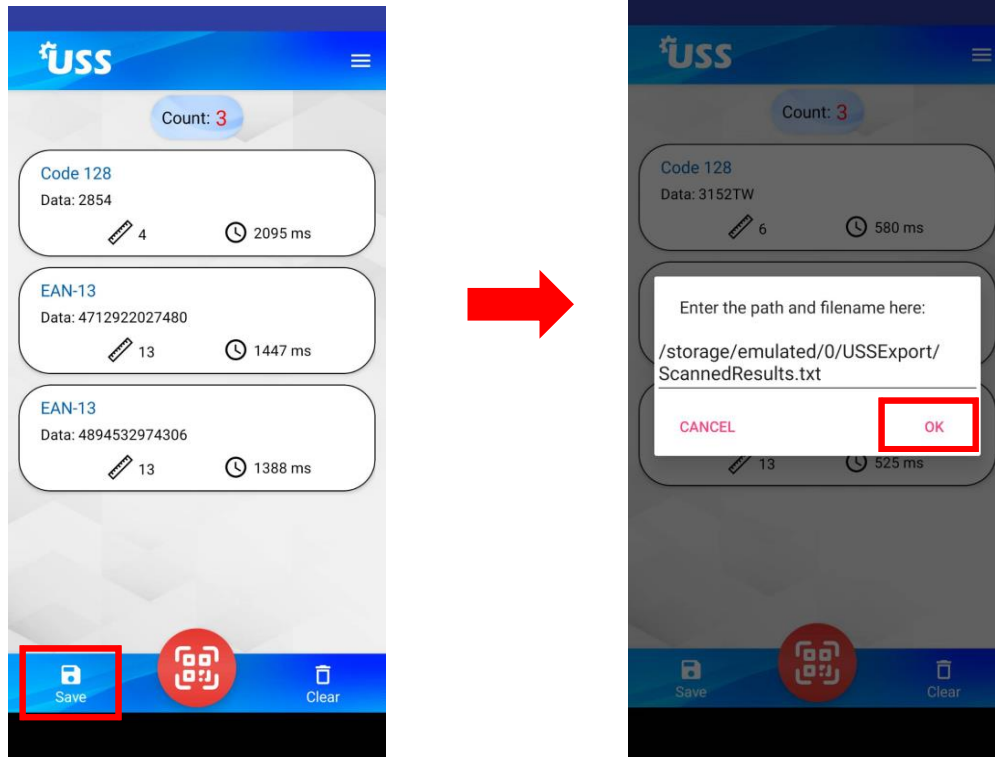 USS
Count: 3
Code 128
Data: 2854
4
2095 ms
EAN-13
Data: 4712922027480
13
1447 ms
EAN-13
Data: 4894532974306
13
1388 ms
Save
Clear
USS
Count: 3
Code 128
Data: 3152TW
6
580 ms
Enter the path and filename here:
/storage/emulated/0/USSExport/
ScannedResults.txt
CANCEL
OK
13
525 ms
Save
Clear